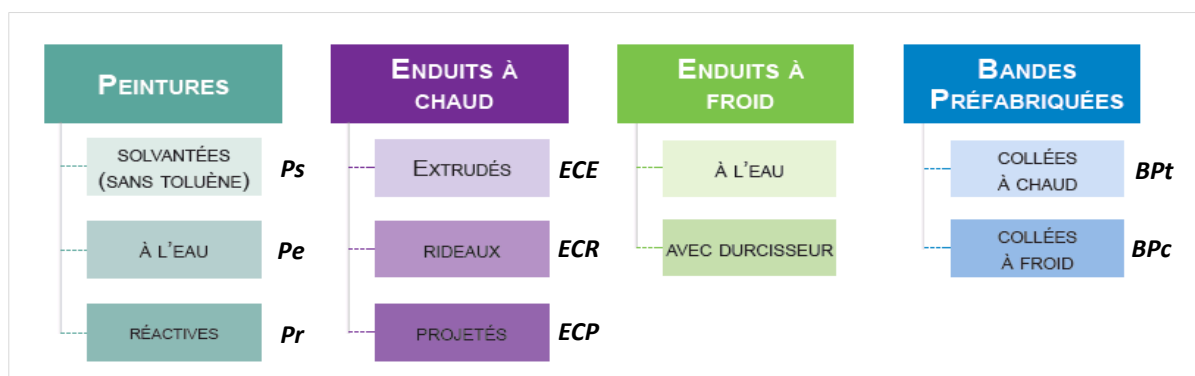 PEINTURES
SOLVANTÉES
(SANS TOLUÈNE)
Ps
À L'EAU
Pe
RÉACTIVES
Pr
ENDUITS À
CHAUD
EXTRUDÉS
ECE
RIDEAUX
ECR
PROJETÉS
ECP
ENDUITS À
FROID
À L'EAU
AVEC DURCISSEUR
BANDES
PRÉFABRIQUÉES
COLLÉES
À CHAUD
BPt
COLLÉES
À FROID
BPc